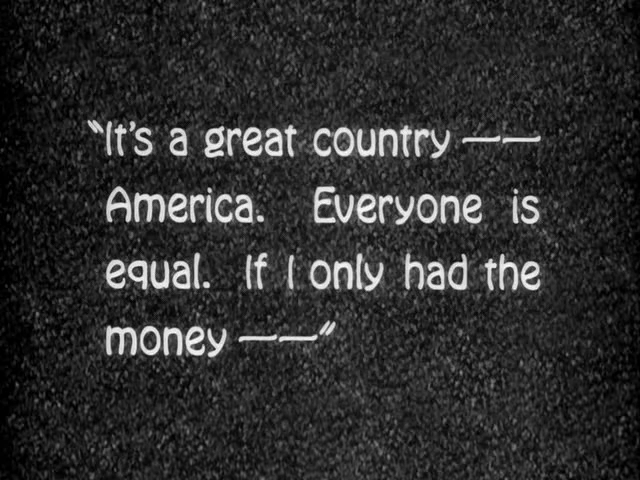 "It's a great country ——
America. Everyone is
equal. If I only had the
money ——"